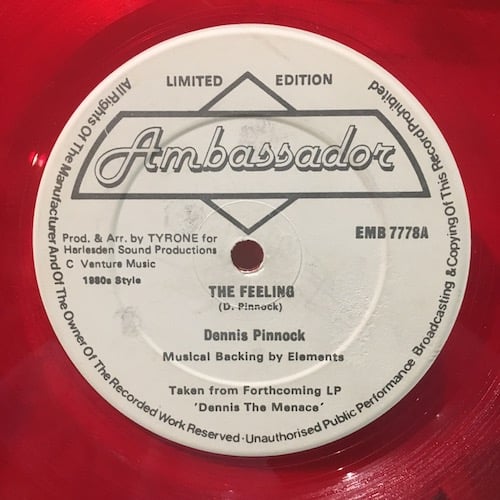 LIMITED EDITION
Ambassador
EMB 7778A
Prod. & Arr. by TYRONE for
Harlesden Sound Productions
C Venture Music
1980s Style
THE FEELING
(D. Pinnock)
Dennis Pinnock
Musical Backing by Elements
Taken from Forthcoming LP
'Dennis The Menace'
All Rights Of The Manufacturer And Of The Owner Of The Recorded Work Reserved · Unauthorised Public Performance Broadcasting & Copying Of This Record Prohibited